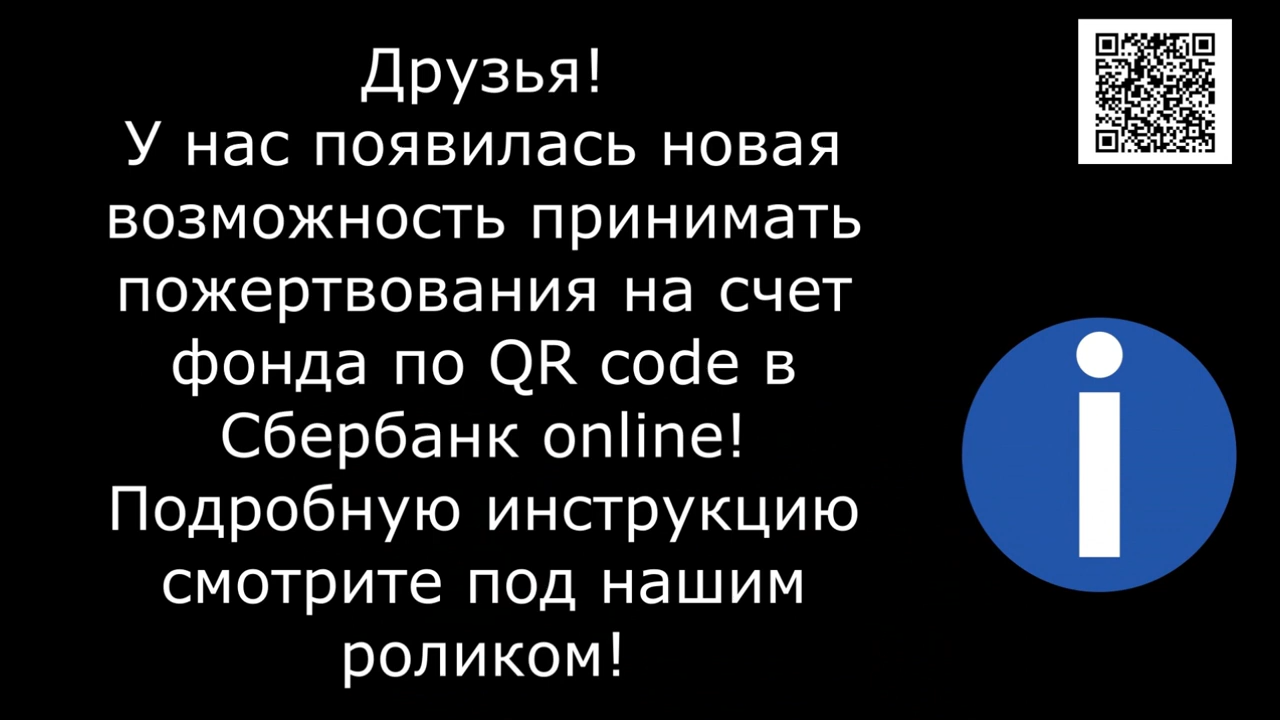 Друзья!
У нас появилась новая
возможность принимать
пожертвования на счет
фонда по QR code в
Сбербанк online!
Подробную инструкцию
смотрите под нашим
роликом!
i